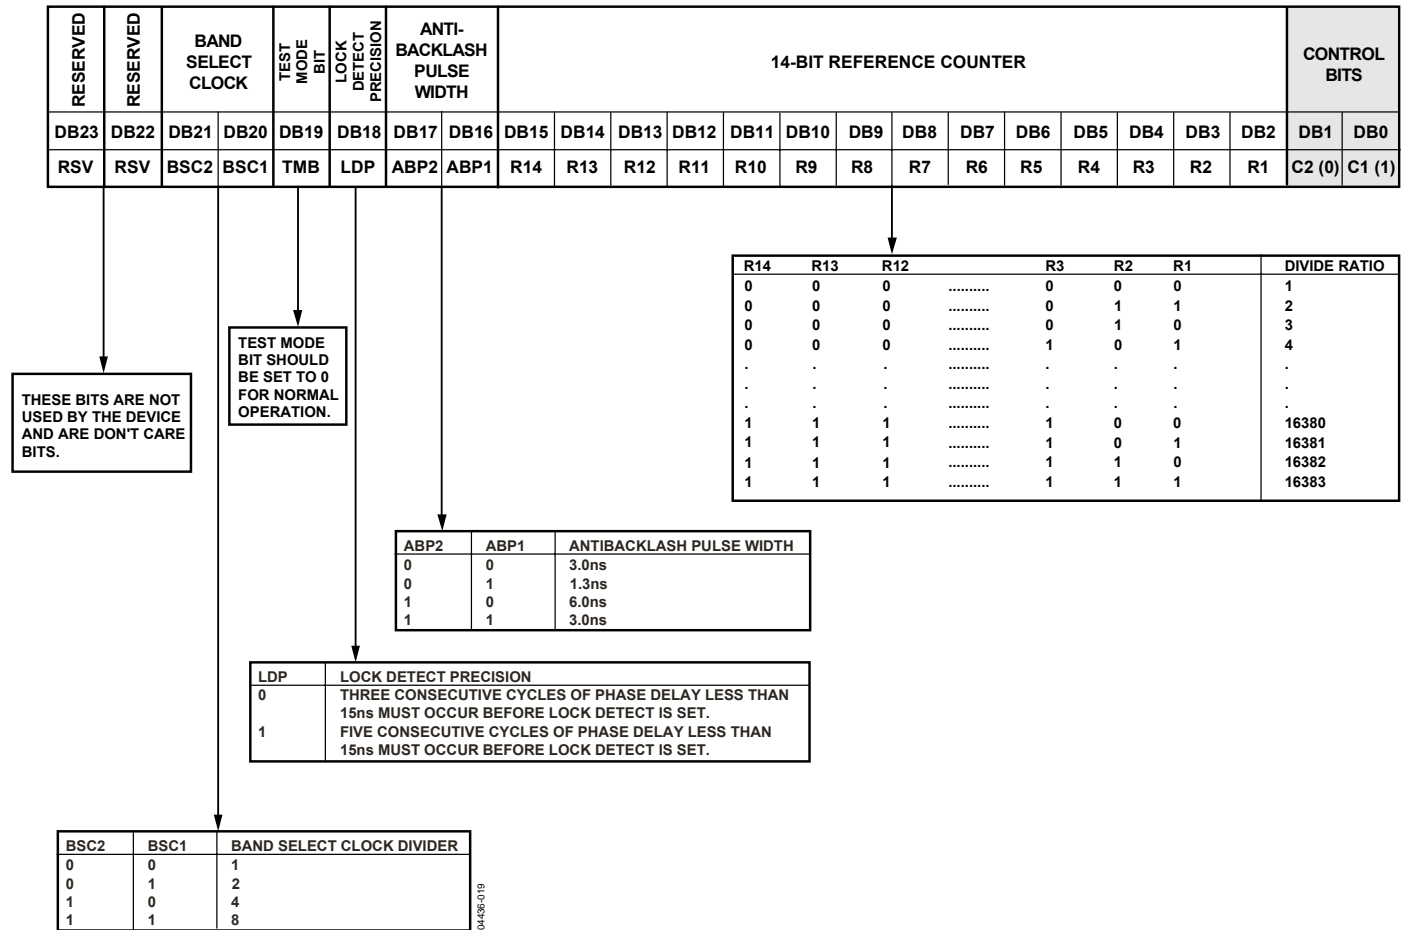 RESERVED
RESERVED
BAND
SELECT
CLOCK
TEST
MODE
BIT
LOCK
DETECT
PRECISION
ANTI-
BACKLASH
PULSE
WIDTH
14-BIT REFERENCE COUNTER
CONTROL
BITS
DB23 DB22 DB21 DB20 DB19 DB18 DB17 DB16 DB15 DB14 DB13 DB12 DB11 DB10 DB9 DB8 DB7 DB6 DB5 DB4 DB3 DB2 DB1 DB0
RSV RSV BSC2 BSC1 TMB LDP ABP2 ABP1 R14 R13 R12 R11 R10 R9 R8 R7 R6 R5 R4 R3 R2 R1 C2 (0) C1 (1)
R14 R13 R12 R3 R2 R1 DIVIDE RATIO
0 0 0 .......... 0 0 0 1
0 0 0 .......... 0 1 1 2
0 0 0 .......... 0 1 0 3
0 0 0 .......... 1 0 1 4
. . . .......... . . . .
. . . .......... . . . .
. . . .......... . . . .
1 1 1 .......... 1 0 0 16380
1 1 1 .......... 1 0 1 16381
1 1 1 .......... 1 1 0 16382
1 1 1 .......... 1 1 1 16383
TEST MODE
BIT SHOULD
BE SET TO 0
FOR NORMAL
OPERATION.
THESE BITS ARE NOT
USED BY THE DEVICE
AND ARE DON'T CARE
BITS.
ABP2 ABP1 ANTIBACKLASH PULSE WIDTH
0 0 3.0ns
0 1 1.3ns
1 0 6.0ns
1 1 3.0ns
LDP LOCK DETECT PRECISION
0 THREE CONSECUTIVE CYCLES OF PHASE DELAY LESS THAN
15ns MUST OCCUR BEFORE LOCK DETECT IS SET.
1 FIVE CONSECUTIVE CYCLES OF PHASE DELAY LESS THAN
15ns MUST OCCUR BEFORE LOCK DETECT IS SET.
BSC2 BSC1 BAND SELECT CLOCK DIVIDER
0 0 1
0 1 2
1 0 4
1 1 8
04436-019